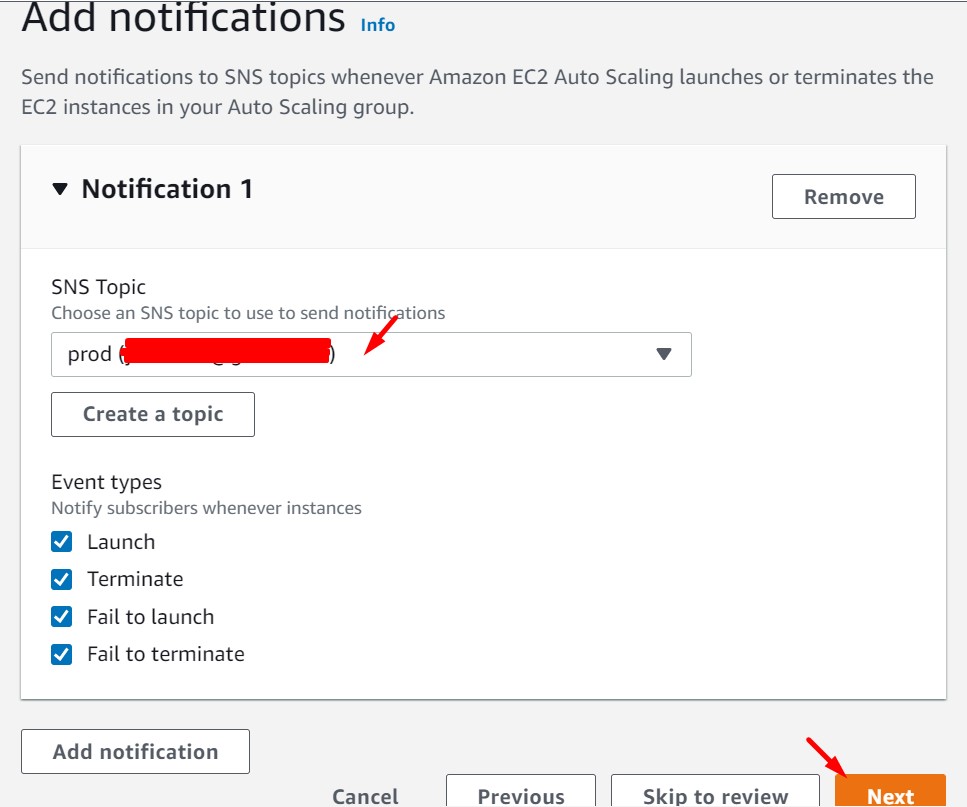 Add notifications Info
Send notifications to SNS topics whenever Amazon EC2 Auto Scaling launches or terminates the
EC2 instances in your Auto Scaling group.
Notification 1
Remove
SNS Topic
Choose an SNS topic to use to send notifications
prod ( )
Create a topic
Event types
Notify subscribers whenever instances
Launch
Terminate
Fail to launch
Fail to terminate
Add notification
Cancel
Previous
Skip to review
Next